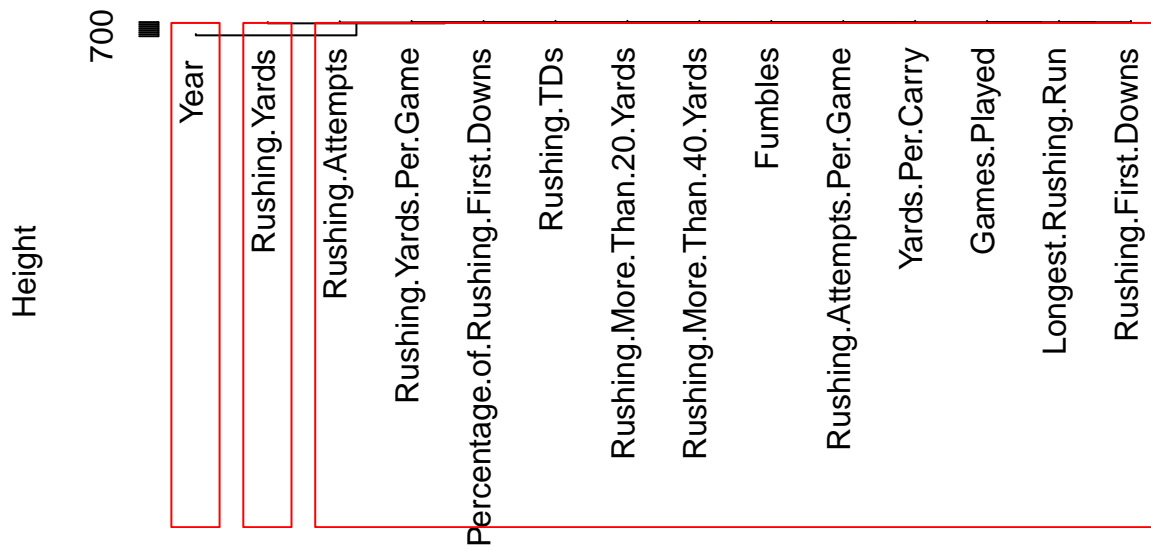 Height
700
Year
Rushing.Yards
Rushing.Attempts
Rushing.Yards.Per.Game
Percentage.of.Rushing.First.Downs
Rushing.TDs
Rushing.More.Than.20.Yards
Rushing.More.Than.40.Yards
Fumbles
Rushing.Attempts.Per.Game
Yards.Per.Carry
Games.Played
Longest.Rushing.Run
Rushing.First.Downs